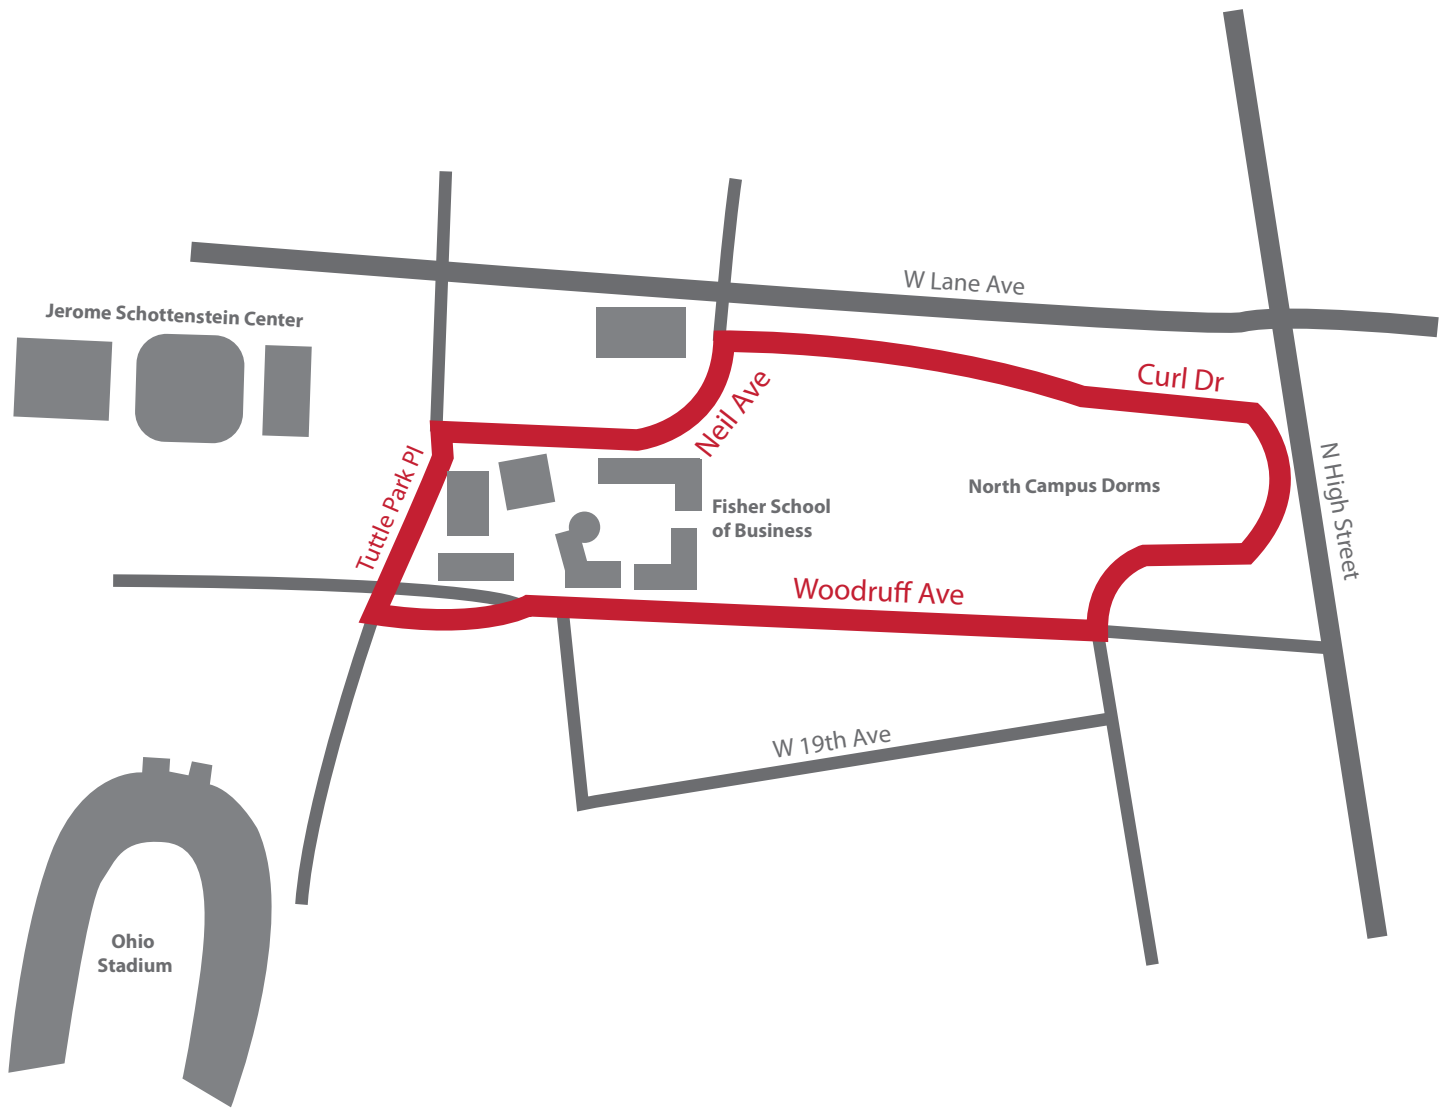 W Lane Ave
Jerome Schottenstein Center
Curl Dr
Neil Ave
Tuttle Park Pl
N High Street
North Campus Dorms
Fisher School
of Business
Woodruff Ave
W 19th Ave
Ohio
Stadium